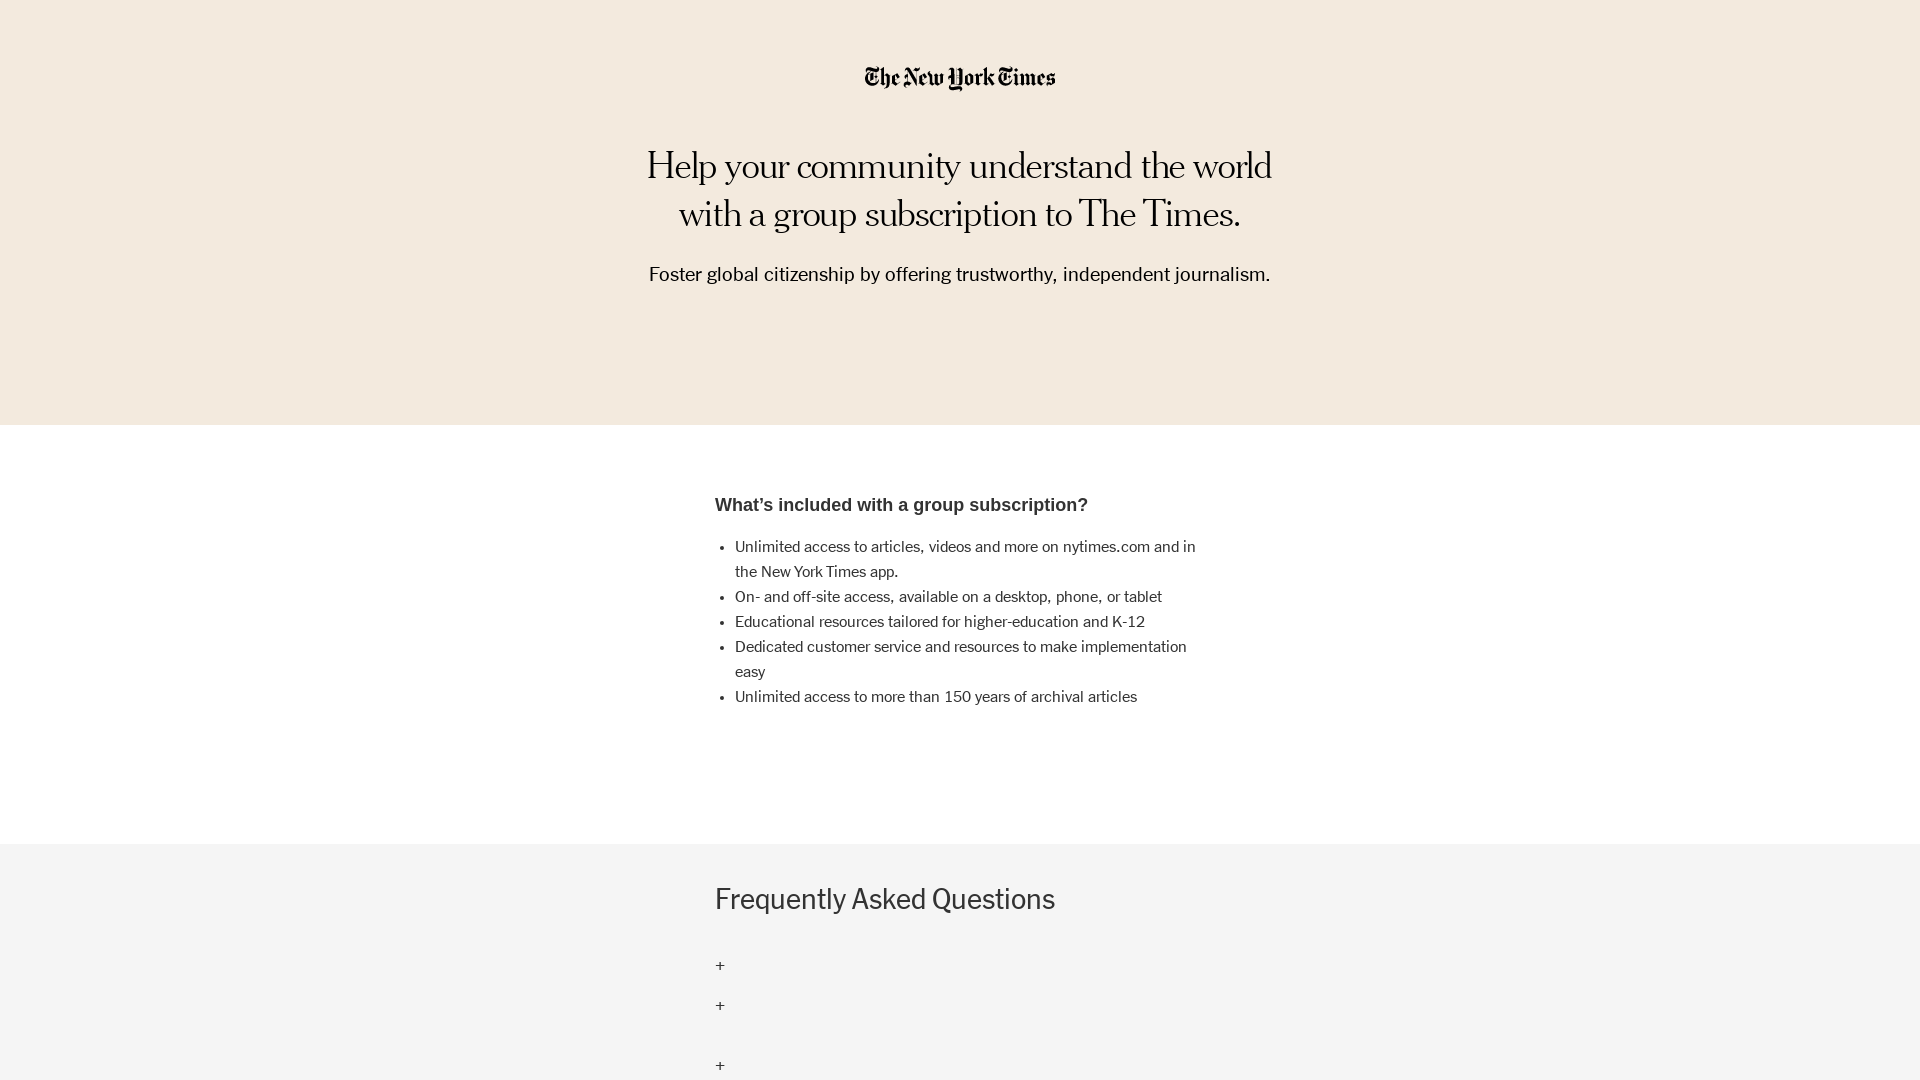 The New York Times
Help your community understand the world
with a group subscription to The Times.
Foster global citizenship by offering trustworthy, independent journalism.
What’s included with a group subscription?
• Unlimited access to articles, videos and more on nytimes.com and in
the New York Times app.
• On- and off-site access, available on a desktop, phone, or tablet
• Educational resources tailored for higher-education and K-12
• Dedicated customer service and resources to make implementation
easy
• Unlimited access to more than 150 years of archival articles
Frequently Asked Questions
+
+
+